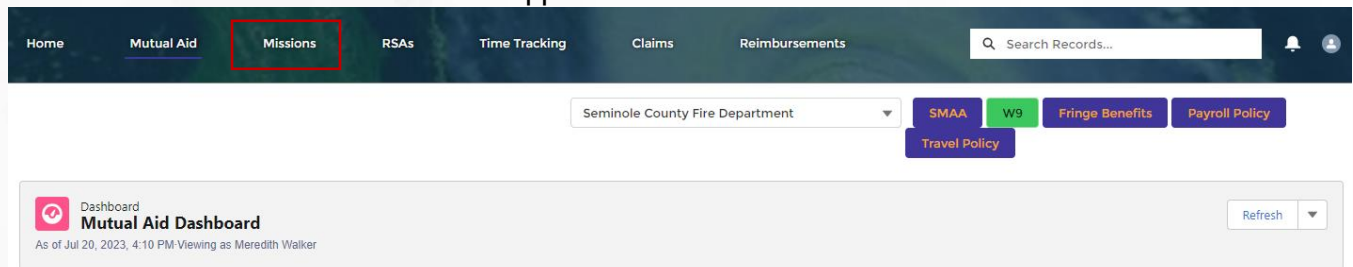 Home Mutual Aid Missions RSAs Time Tracking Claims Reimbursements Search Records...
Seminole County Fire Department SMAA W9 Fringe Benefits Payroll Policy
Travel Policy
Dashboard
Mutual Aid Dashboard
Refresh
As of Jul 20, 2023, 4:10 PM·Viewing as Meredith Walker